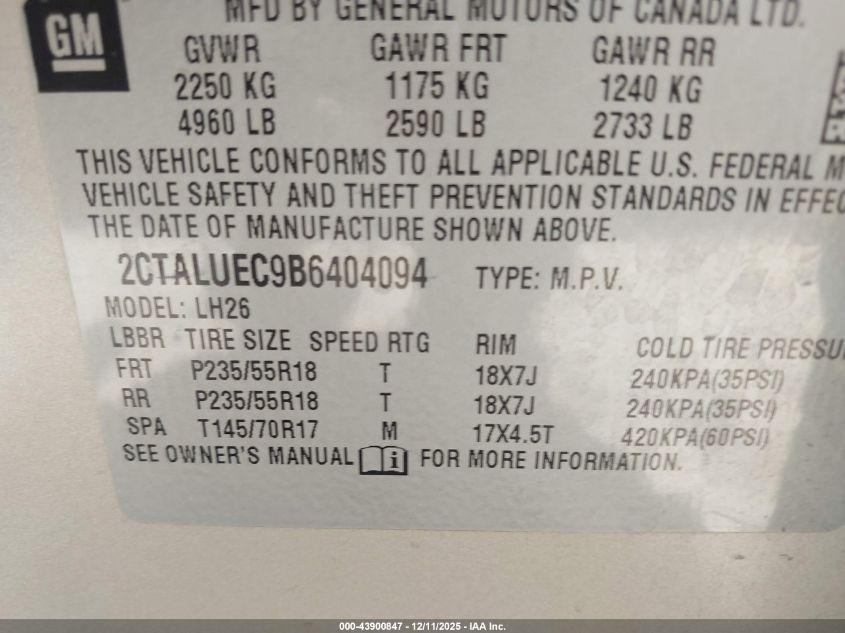 MFD BY GENERAL MOTORS OF CANADA LTD.
GM
GVWR GAWR FRT GAWR RR
2250 KG 1175 KG 1240 KG
4960 LB 2590 LB 2733 LB
THIS VEHICLE CONFORMS TO ALL APPLICABLE U.S. FEDERAL M
VEHICLE SAFETY AND THEFT PREVENTION STANDARDS IN EFFEC
THE DATE OF MANUFACTURE SHOWN ABOVE.
2CTALUEC9B6404094 TYPE: M.P.V.
MODEL: LH26
LBBR TIRE SIZE SPEED RTG RIM COLD TIRE PRESSU
FRT P235/55R18 T 18X7J 240KPA(35PSI)
RR P235/55R18 T 18X7J 240KPA(35PSI)
SPA T145/70R17 M 17X4.5T 420KPA(60PSI)
SEE OWNER'S MANUAL i FOR MORE INFORMATION.
000-43900847 - 12/11/2025 - IAA Inc.